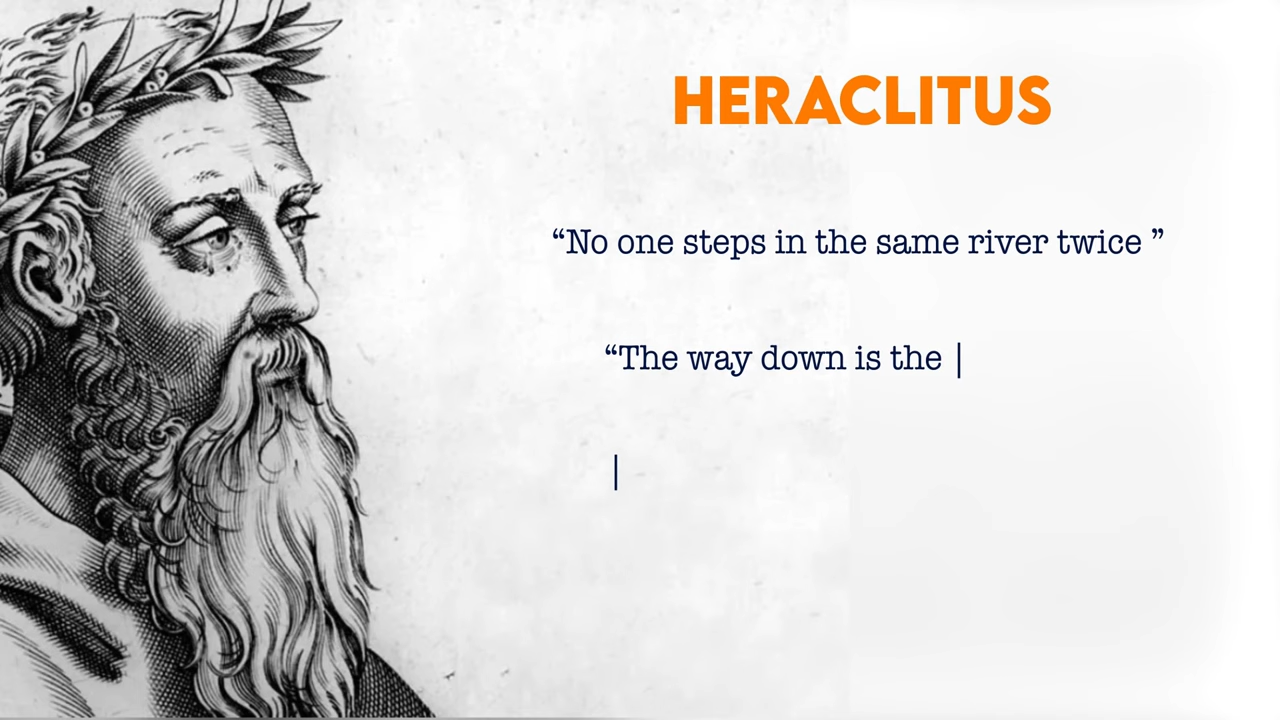 HERACLITUS
“No one steps in the same river twice ”
“The way down is the |
|